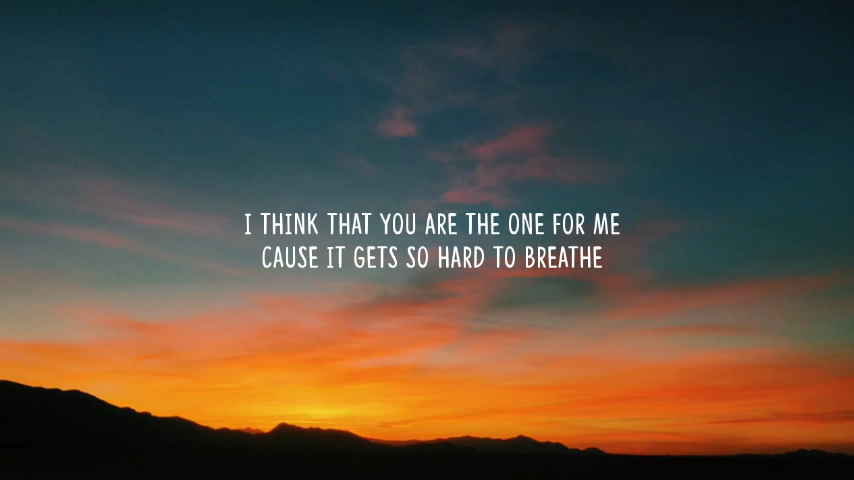 I THINK THAT YOU ARE THE ONE FOR ME
CAUSE IT GETS SO HARD TO BREATHE